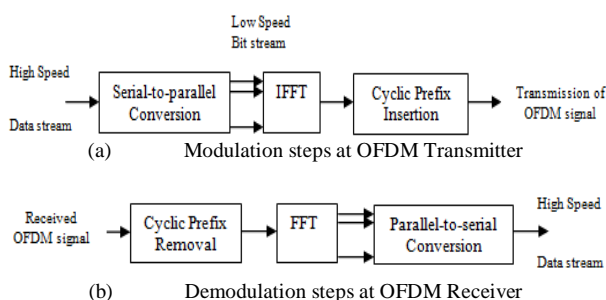 Low Speed
Bit stream
High Speed
Data stream
Serial-to-parallel
Conversion
IFFT
Cyclic Prefix
Insertion
Transmission of
OFDM signal
(a) Modulation steps at OFDM Transmitter
Received
OFDM signal
Cyclic Prefix
Removal
FFT
Parallel-to-serial
Conversion
High Speed
Data stream
(b) Demodulation steps at OFDM Receiver